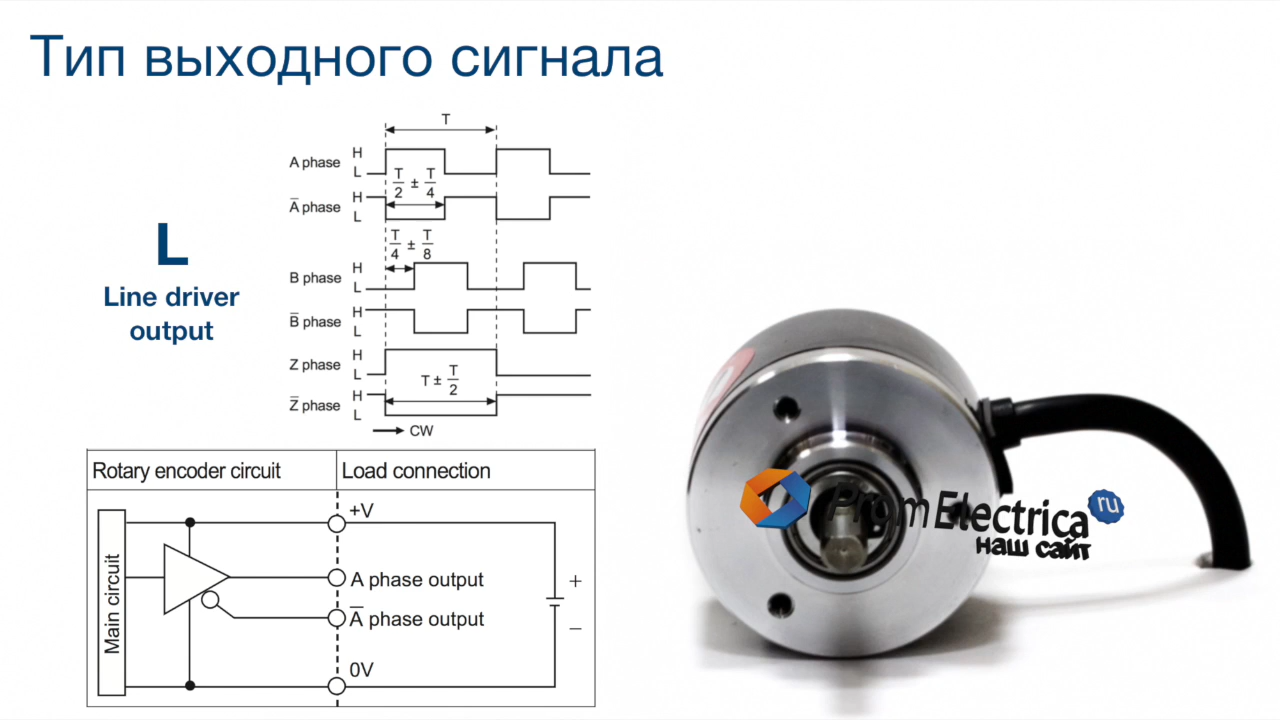 Тип выходного сигнала
L
Line driver
output
T
A phase H
L
T/2 ± T/4
A̅ phase H
L
T/4 ± T/8
B phase H
L
B̅ phase H
L
Z phase H
L
T ± T/2
Z̅ phase H
L
CW
Rotary encoder circuit Load connection
Main circuit
+V
A phase output
A̅ phase output
0V
+
−
PromElectrica ru
наш сайт